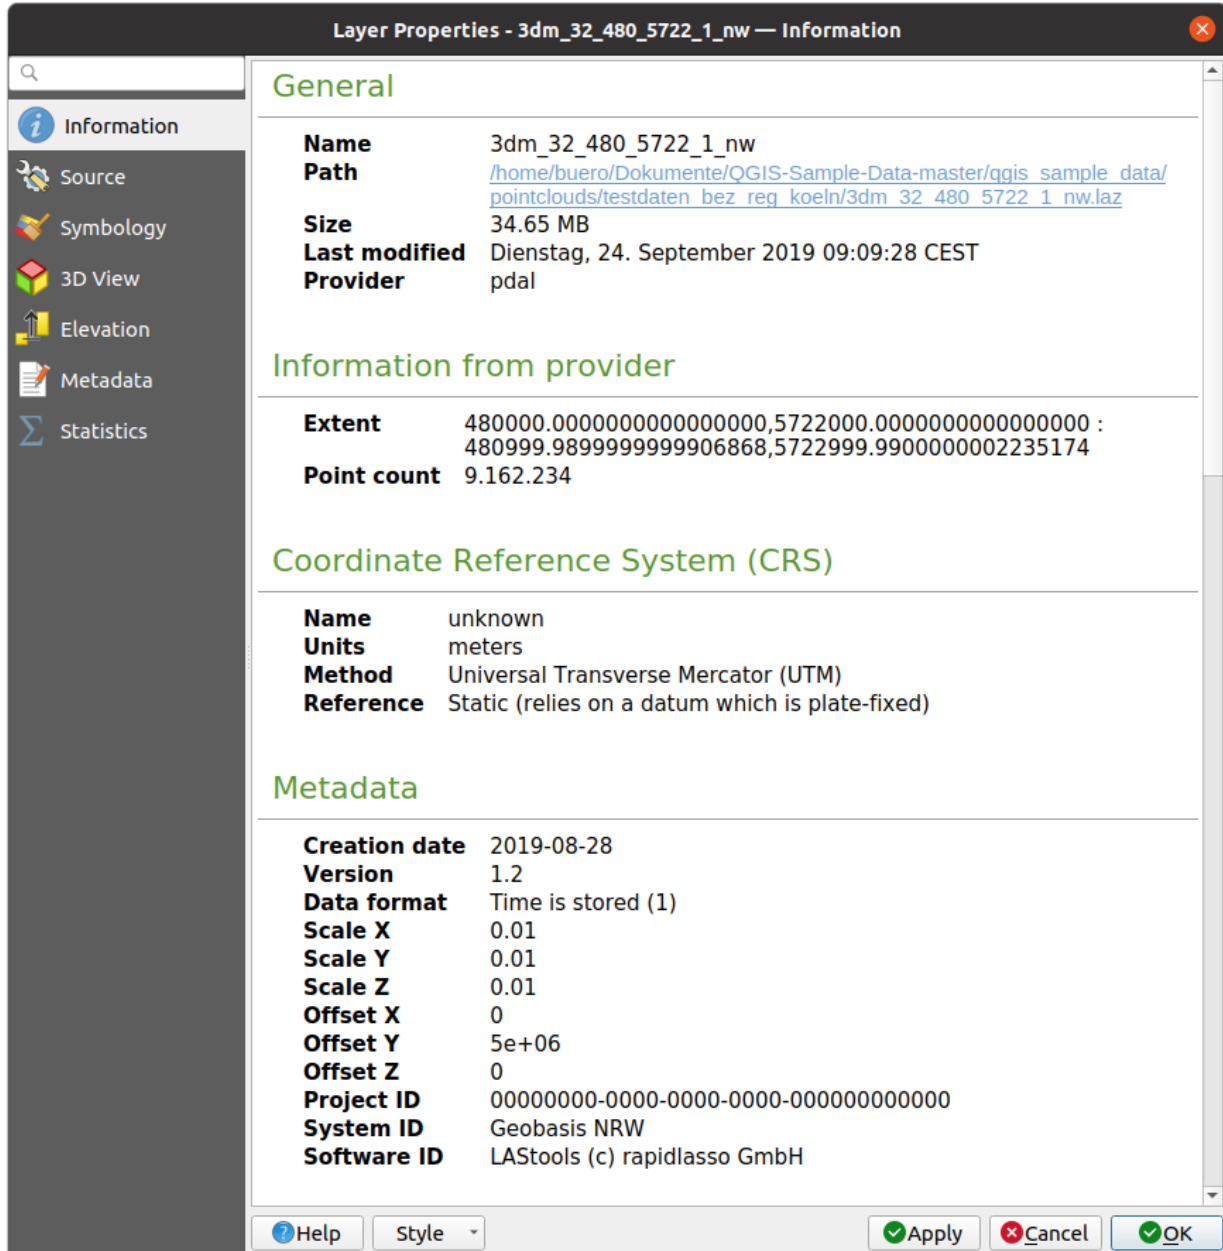 Layer Properties - 3dm_32_480_5722_1_nw — Information
Information
Source
Symbology
3D View
Elevation
Metadata
Statistics
General
Name 3dm_32_480_5722_1_nw
Path /home/buero/Dokumente/QGIS-Sample-Data-master/qgis_sample_data/
pointclouds/testdaten_bez_reg_koeln/3dm_32_480_5722_1_nw.laz
Size 34.65 MB
Last modified Dienstag, 24. September 2019 09:09:28 CEST
Provider pdal
Information from provider
Extent 480000.0000000000000000,5722000.0000000000000000 :
480999.9899999999906868,5722999.9900000002235174
Point count 9.162.234
Coordinate Reference System (CRS)
Name unknown
Units meters
Method Universal Transverse Mercator (UTM)
Reference Static (relies on a datum which is plate-fixed)
Metadata
Creation date 2019-08-28
Version 1.2
Data format Time is stored (1)
Scale X 0.01
Scale Y 0.01
Scale Z 0.01
Offset X 0
Offset Y 5e+06
Offset Z 0
Project ID 00000000-0000-0000-0000-000000000000
System ID Geobasis NRW
Software ID LAStools (c) rapidlasso GmbH
Help Style Apply Cancel OK